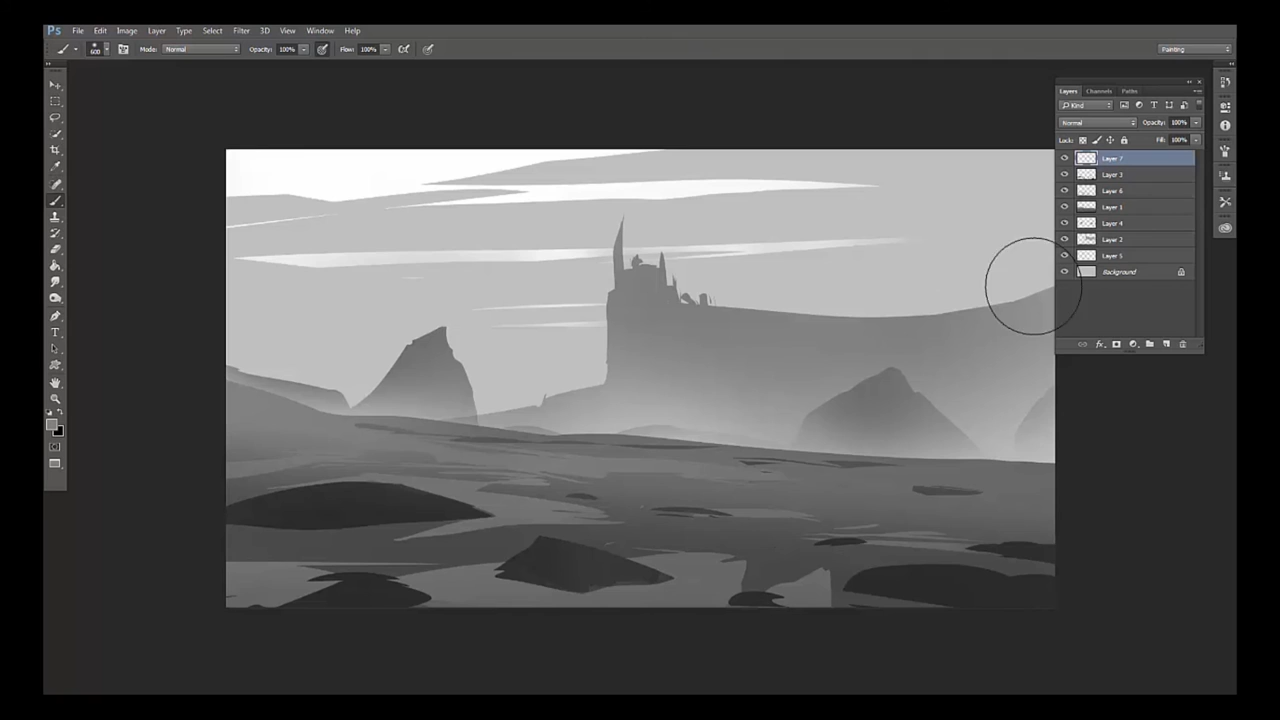 Ps File Edit Image Layer Type Select Filter 3D View Window Help
600 Mode: Normal Opacity: 100% Flow: 100% Painting
Layers Channels Paths
Kind
Normal Opacity: 100%
Lock: Fill: 100%
Layer 7
Layer 3
Layer 6
Layer 1
Layer 4
Layer 2
Layer 5
Background